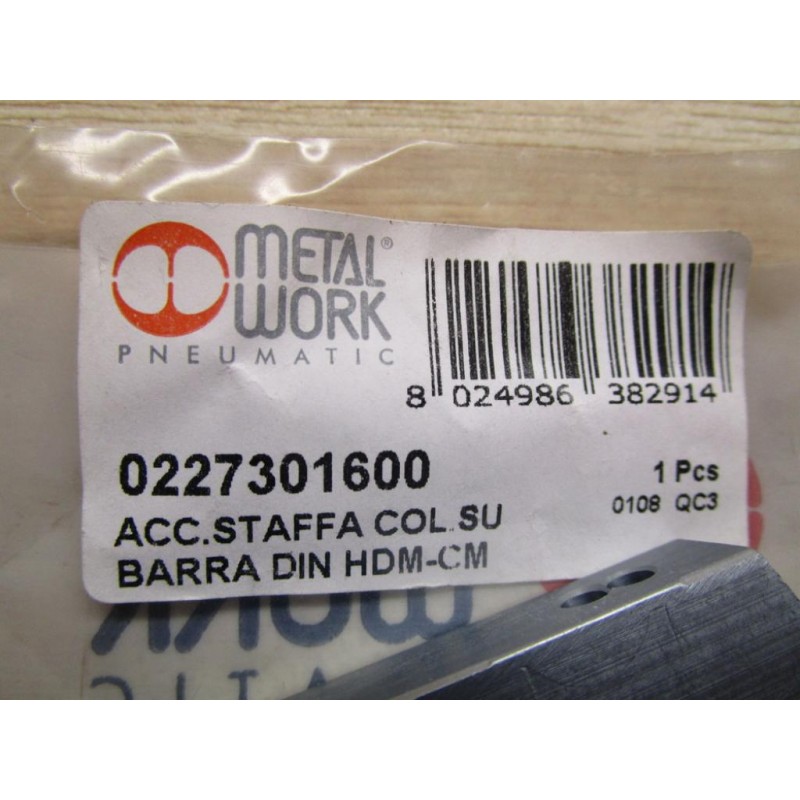 METAL®
WORK
PNEUMATIC
8 024986 382914
0227301600
1 Pcs
0108 QC3
ACC.STAFFA COL.SU
BARRA DIN HDM-CM